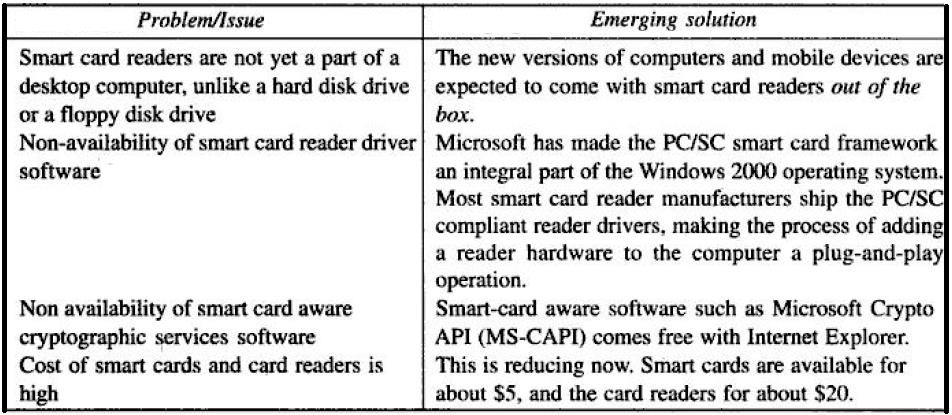 Problem/Issue
Emerging solution
Smart card readers are not yet a part of a
desktop computer, unlike a hard disk drive
or a floppy disk drive
The new versions of computers and mobile devices are
expected to come with smart card readers out of the
box.
Non-availability of smart card reader driver
software
Microsoft has made the PC/SC smart card framework
an integral part of the Windows 2000 operating system.
Most smart card reader manufacturers ship the PC/SC
compliant reader drivers, making the process of adding
a reader hardware to the computer a plug-and-play
operation.
Non availability of smart card aware
cryptographic services software
Smart-card aware software such as Microsoft Crypto
API (MS-CAPI) comes free with Internet Explorer.
Cost of smart cards and card readers is
high
This is reducing now. Smart cards are available for
about $5, and the card readers for about $20.